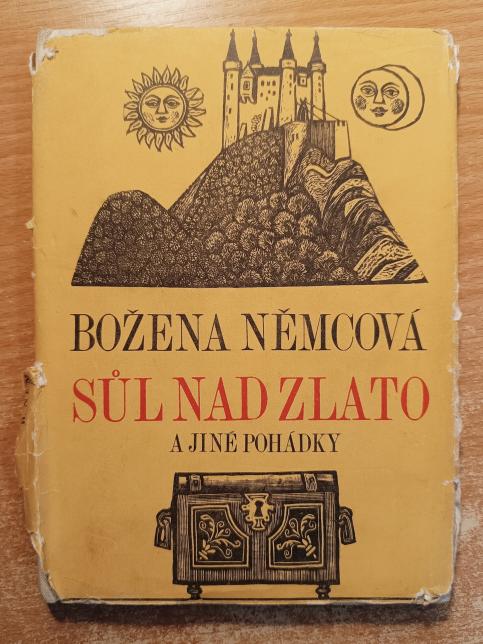 BOŽENA NĚMCOVÁ
SŮL NAD ZLATO
A JINÉ POHÁDKY